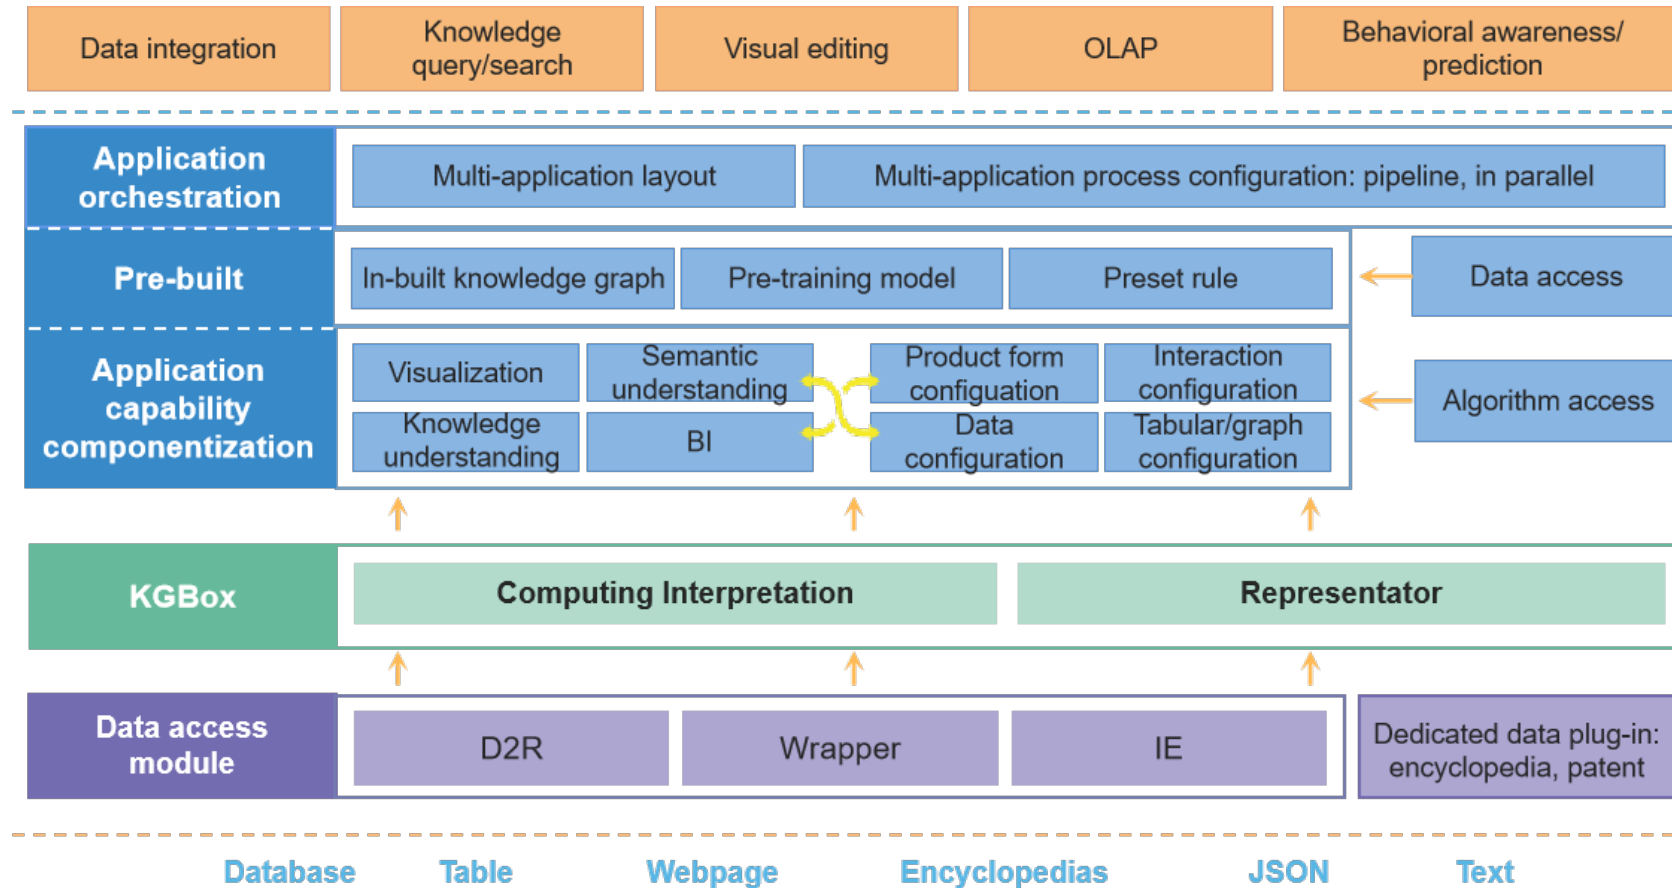 Data integration
Knowledge
query/search
Visual editing
OLAP
Behavioral awareness/
prediction
Application
orchestration
Multi-application layout
Multi-application process configuration: pipeline, in parallel
Pre-built
In-built knowledge graph
Pre-training model
Preset rule
Data access
Application
capability
componentization
Visualization
Semantic
understanding
Product form
configuation
Interaction
configuration
Knowledge
understanding
BI
Data
configuration
Tabular/graph
configuration
Algorithm access
KGBox
Computing Interpretation
Representator
Data access
module
D2R
Wrapper
IE
Dedicated data plug-in:
encyclopedia, patent
Database
Table
Webpage
Encyclopedias
JSON
Text